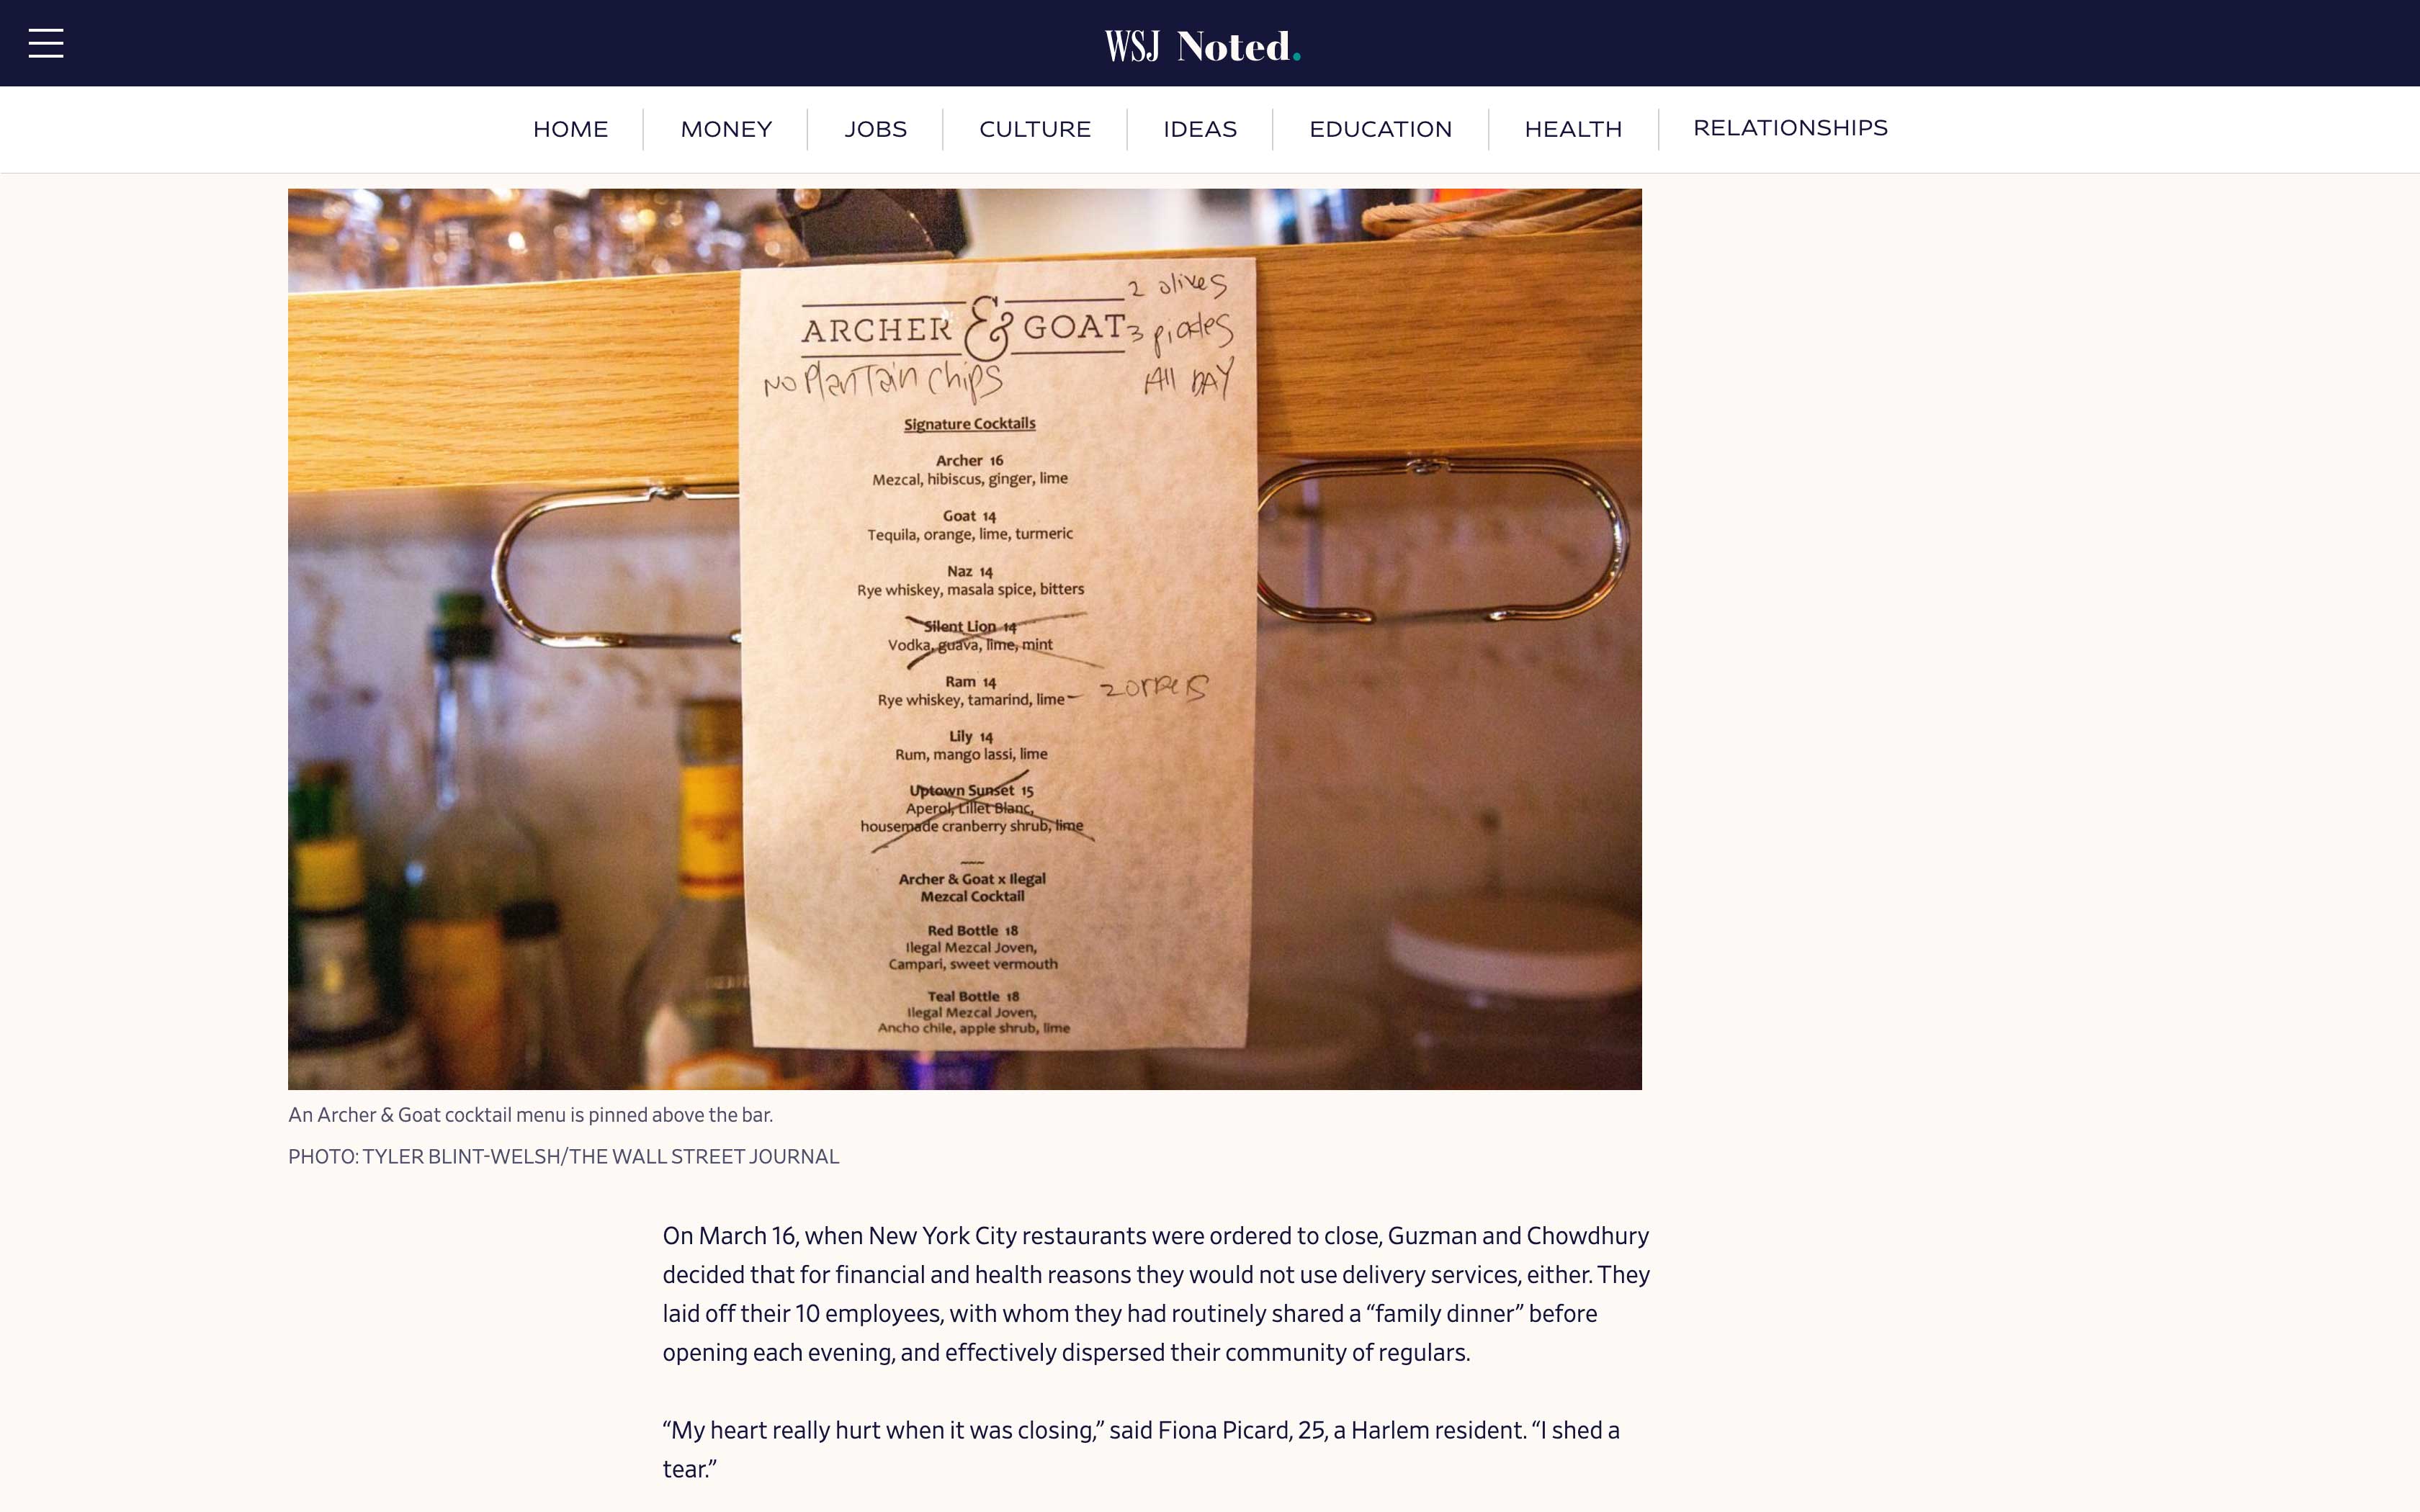 WSJ Noted.
HOME MONEY JOBS CULTURE IDEAS EDUCATION HEALTH RELATIONSHIPS
2 olives
ARCHER & GOAT
3 pickles
No Plantain Chips
All DAY
Signature Cocktails
Archer 16
Mezcal, hibiscus, ginger, lime
Goat 14
Tequila, orange, lime, turmeric
Naz 14
Rye whiskey, masala spice, bitters
Silent Lion 14
Vodka, guava, lime, mint
Ram 14
Rye whiskey, tamarind, lime - 2 orders
Lily 14
Rum, mango lassi, lime
Uptown Sunset 15
Aperol, Lillet Blanc,
housemade cranberry shrub, lime
~~~
Archer & Goat x Ilegal
Mezcal Cocktail
Red Bottle 18
Ilegal Mezcal Joven,
Campari, sweet vermouth
Teal Bottle 18
Ilegal Mezcal Joven,
Ancho chile, apple shrub, lime
An Archer & Goat cocktail menu is pinned above the bar.
PHOTO: TYLER BLINT-WELSH/THE WALL STREET JOURNAL
On March 16, when New York City restaurants were ordered to close, Guzman and Chowdhury
decided that for financial and health reasons they would not use delivery services, either. They
laid off their 10 employees, with whom they had routinely shared a “family dinner” before
opening each evening, and effectively dispersed their community of regulars.
“My heart really hurt when it was closing,” said Fiona Picard, 25, a Harlem resident. “I shed a
tear.”